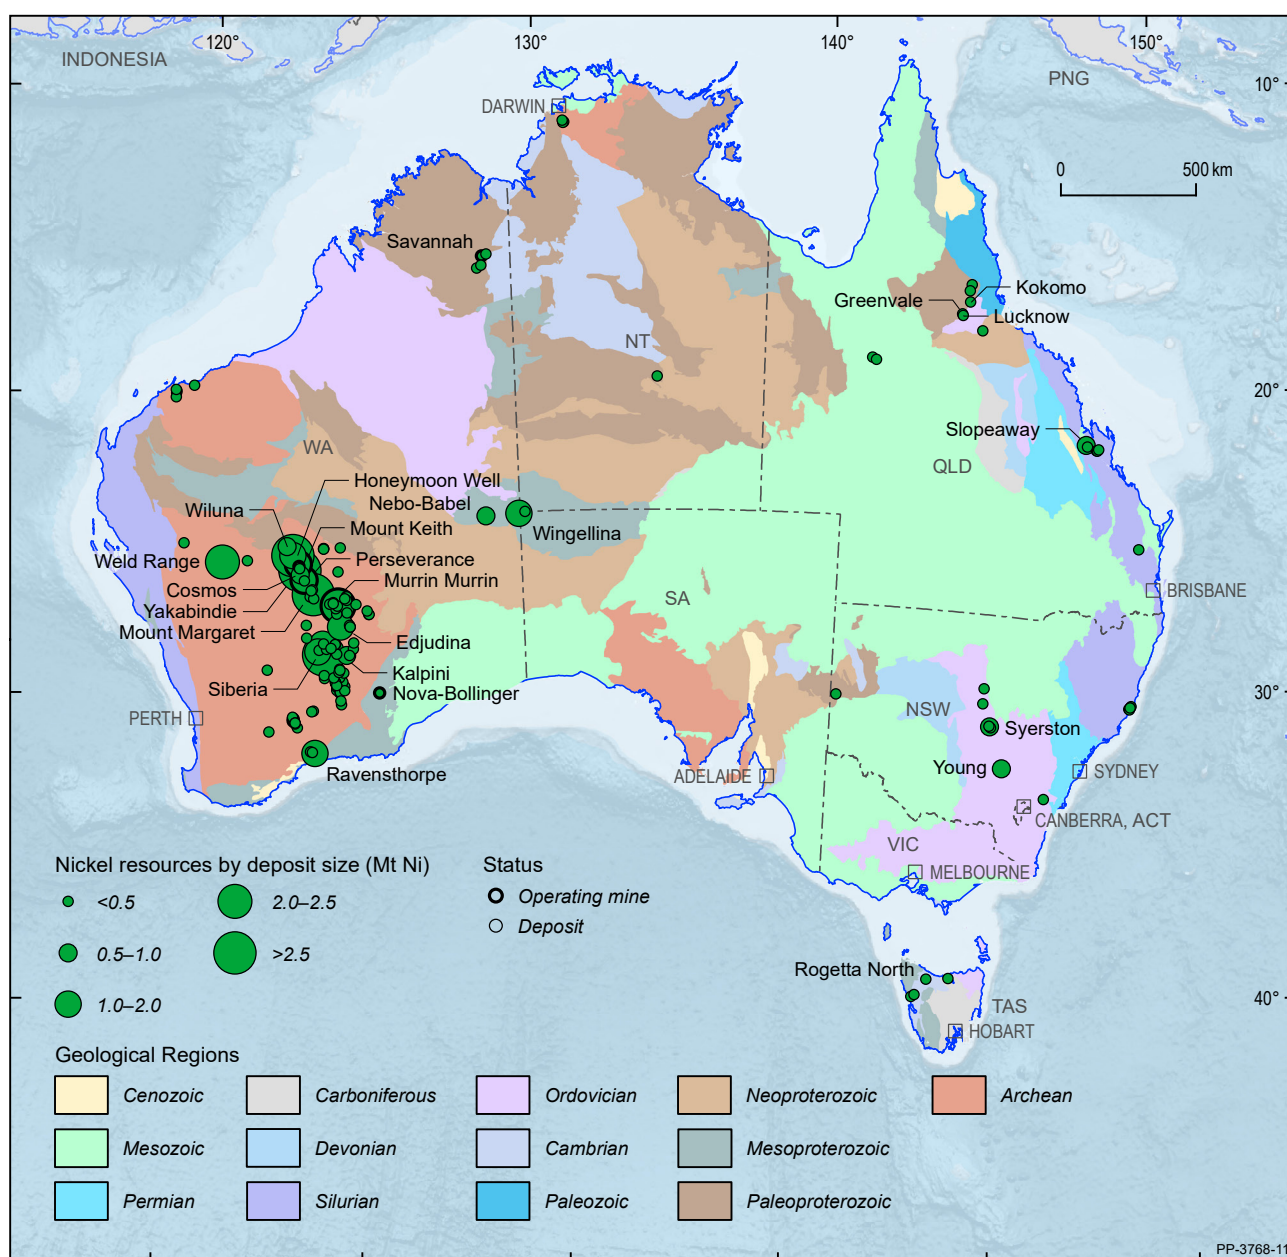 120°
130°
140°
150°
INDONESIA
PNG
10°
DARWIN
0
500 km
Savannah
Kokomo
Greenvale
Lucknow
NT
20°
Slopeaway
WA
QLD
Honeymoon Well
Nebo-Babel
Wiluna
Mount Keith
Wingellina
Weld Range
Perseverance
Cosmos
Murrin Murrin
Yakabindie
BRISBANE
SA
Mount Margaret
Edjudina
Kalpini
Siberia
Nova-Bollinger
30°
PERTH
NSW
Syerston
Young
Ravensthorpe
ADELAIDE
SYDNEY
CANBERRA, ACT
VIC
MELBOURNE
Nickel resources by deposit size (Mt Ni)
Status
<0.5
2.0–2.5
Operating mine
Deposit
0.5–1.0
>2.5
1.0–2.0
Rogetta North
40°
TAS
HOBART
Geological Regions
Cenozoic
Carboniferous
Ordovician
Neoproterozoic
Archean
Mesozoic
Devonian
Cambrian
Mesoproterozoic
Permian
Silurian
Paleozoic
Paleoproterozoic
PP-3768-11